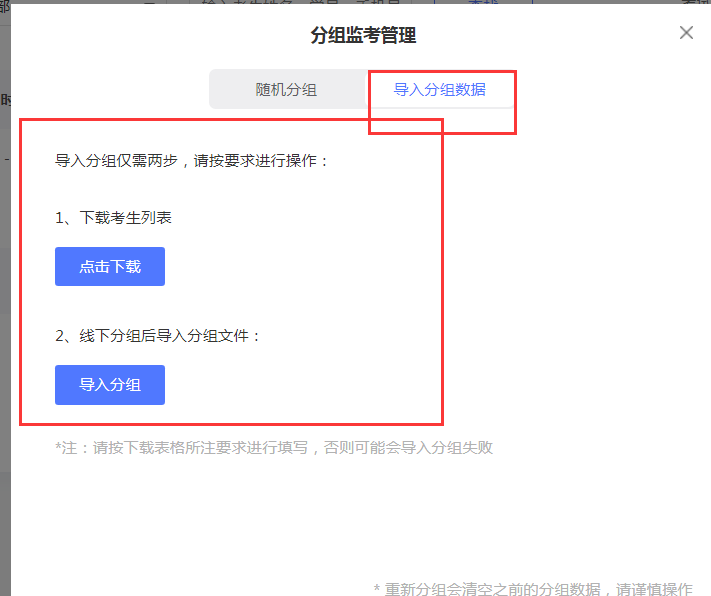 分组监考管理
随机分组
导入分组数据
导入分组仅需两步，请按要求进行操作：
1、下载考生列表
点击下载
2、线下分组后导入分组文件：
导入分组
*注：请按下载表格所注要求进行填写，否则可能会导入分组失败
* 重新分组会清空之前的分组数据，请谨慎操作